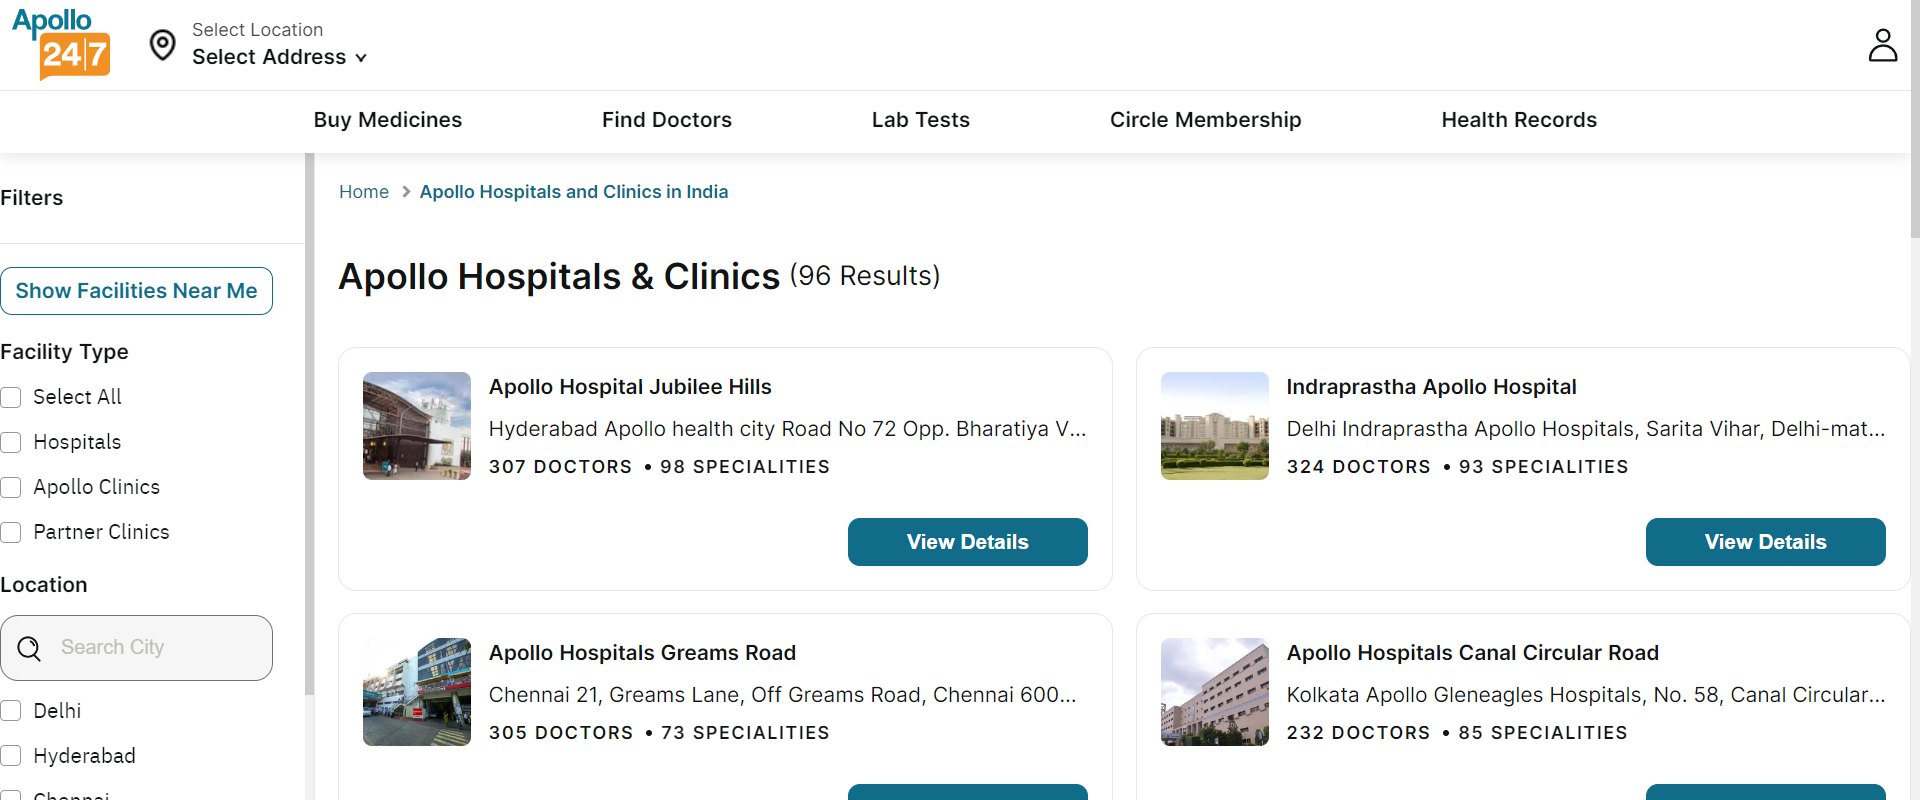 Apollo
24|7
Select Location
Select Address
Buy Medicines
Find Doctors
Lab Tests
Circle Membership
Health Records
Filters
Show Facilities Near Me
Facility Type
Select All
Hospitals
Apollo Clinics
Partner Clinics
Location
Search City
Delhi
Hyderabad
Chennai
Home > Apollo Hospitals and Clinics in India
Apollo Hospitals & Clinics (96 Results)
Apollo Hospital Jubilee Hills
Hyderabad Apollo health city Road No 72 Opp. Bharatiya V...
307 DOCTORS • 98 SPECIALITIES
View Details
Indraprastha Apollo Hospital
Delhi Indraprastha Apollo Hospitals, Sarita Vihar, Delhi-mat...
324 DOCTORS • 93 SPECIALITIES
View Details
Apollo Hospitals Greams Road
Chennai 21, Greams Lane, Off Greams Road, Chennai 600...
305 DOCTORS • 73 SPECIALITIES
Apollo Hospitals Canal Circular Road
Kolkata Apollo Gleneagles Hospitals, No. 58, Canal Circular...
232 DOCTORS • 85 SPECIALITIES